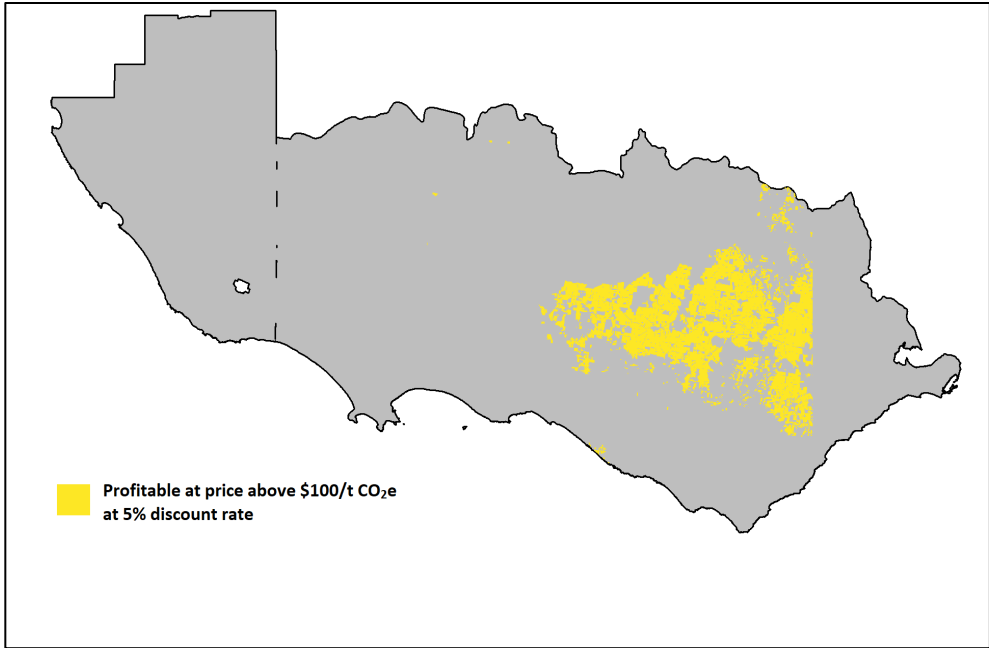 Profitable at price above $100/t CO₂e
at 5% discount rate